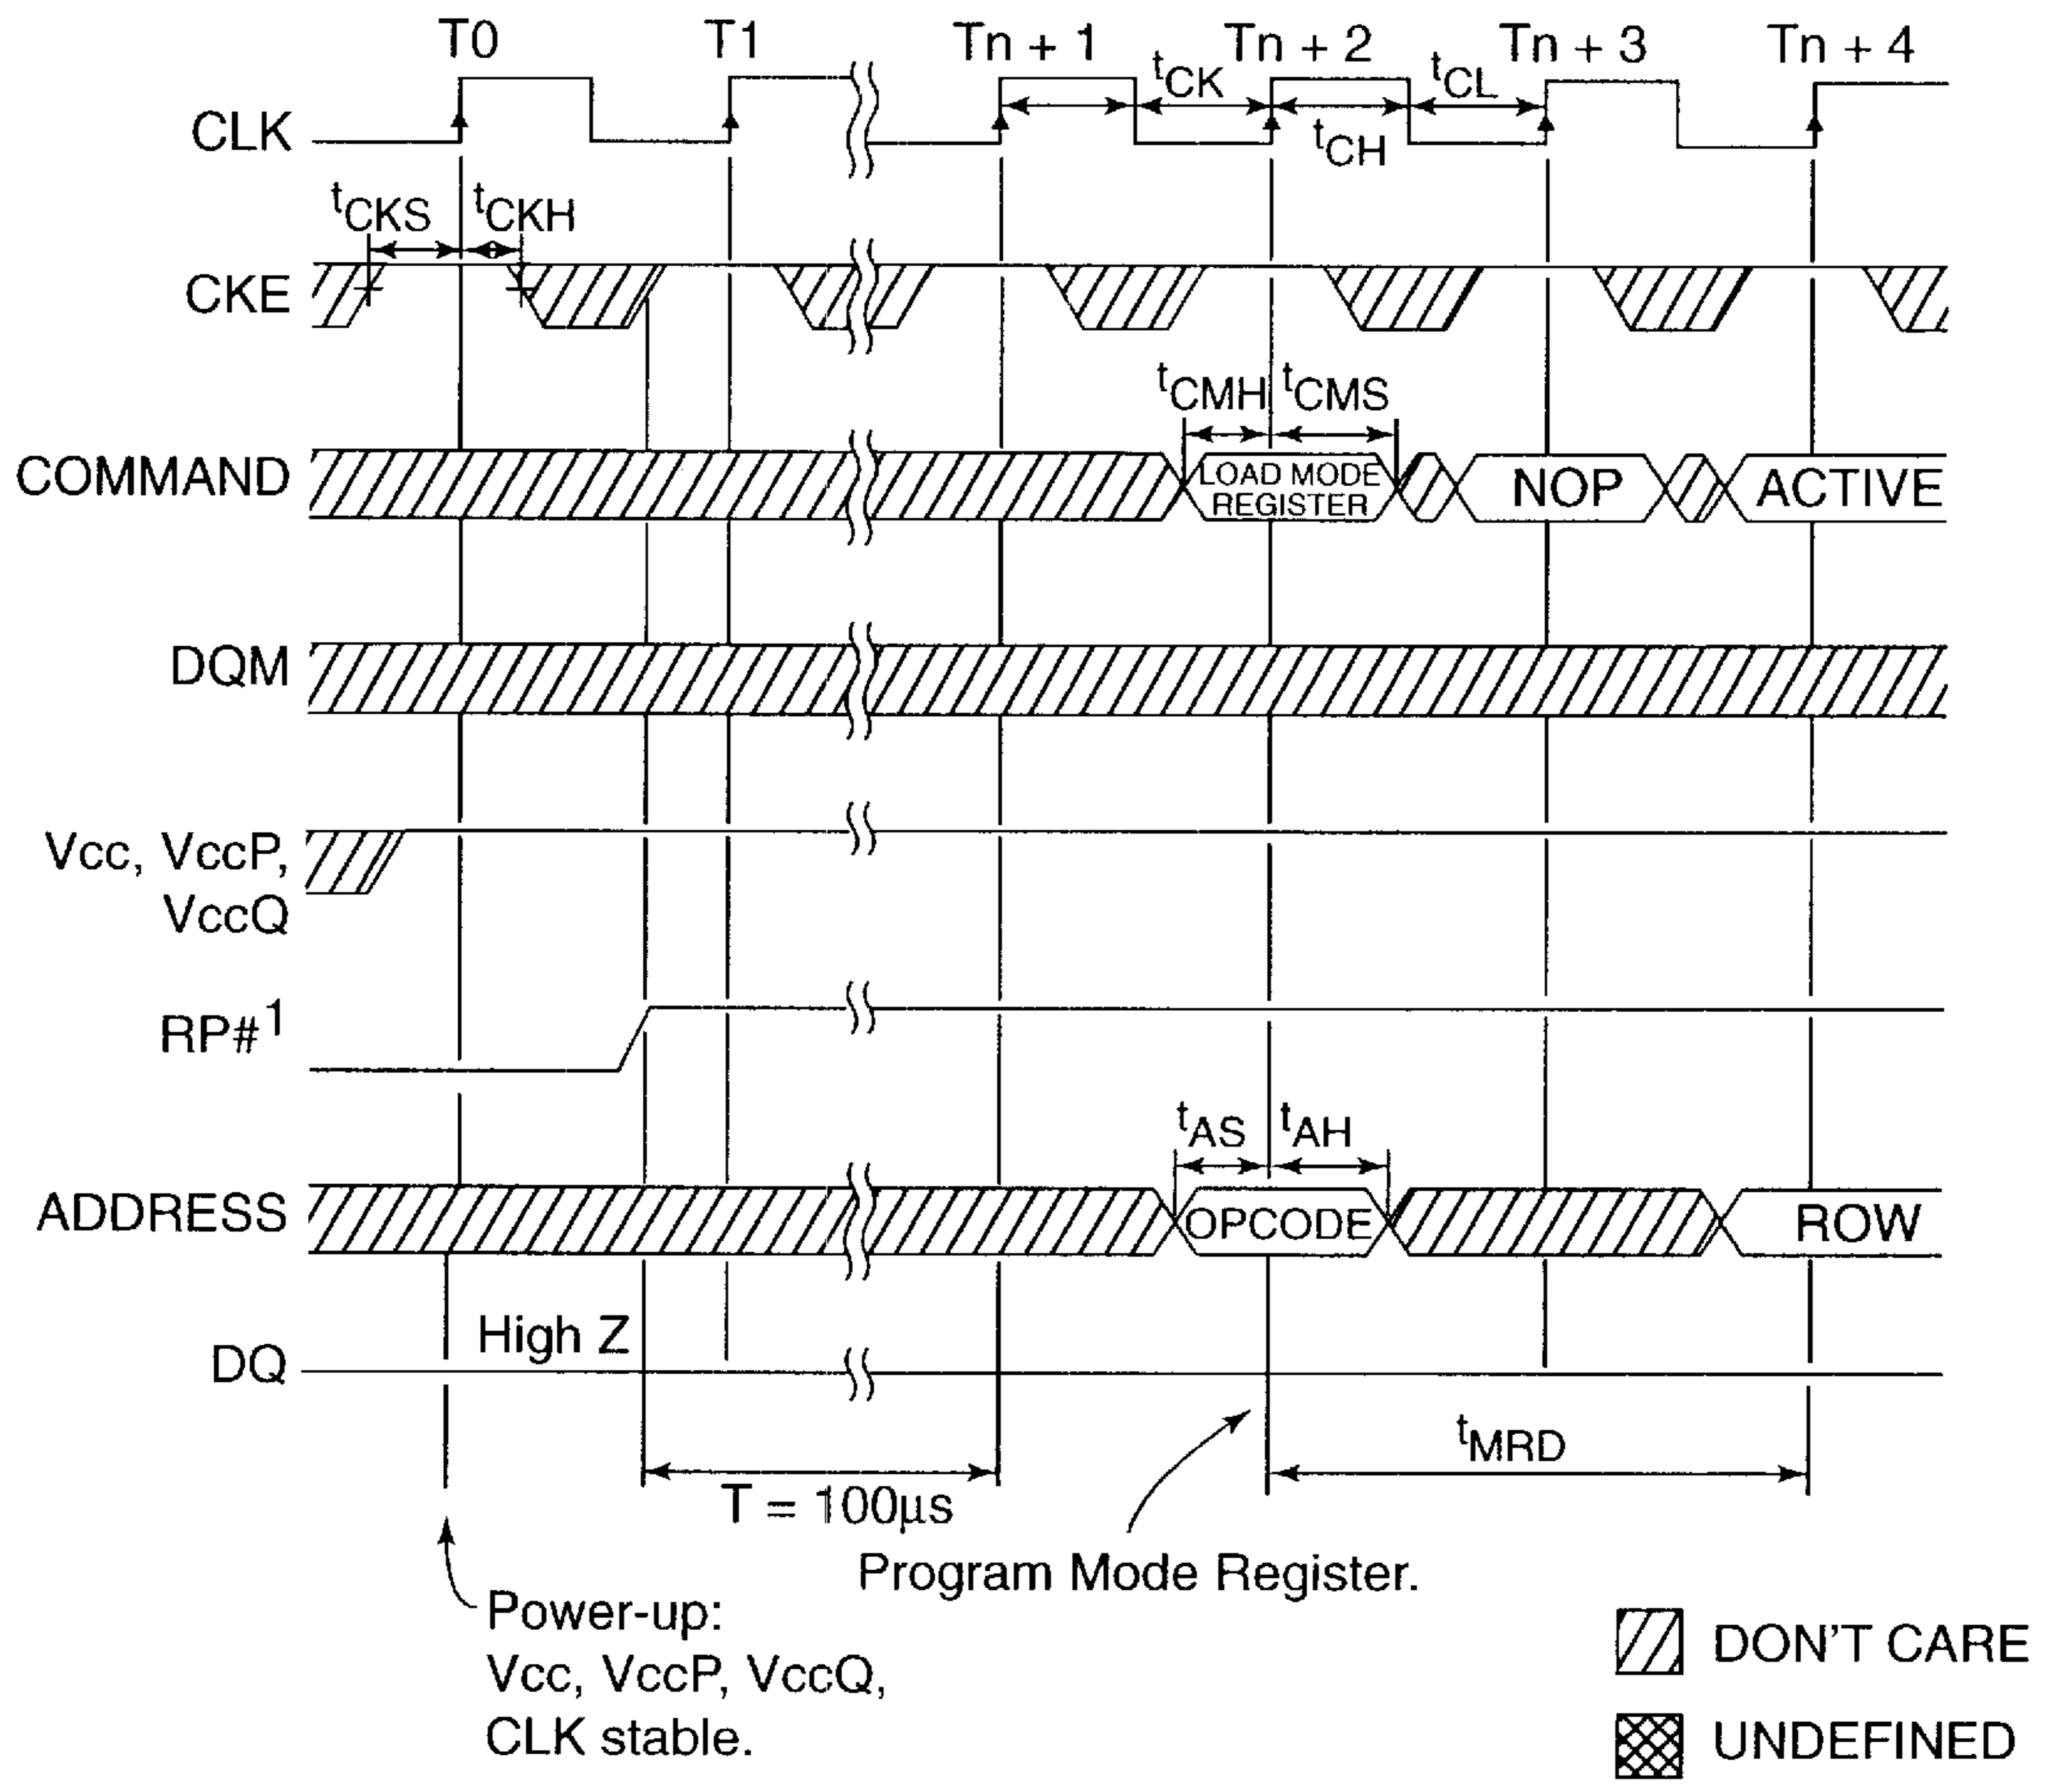 T0 T1 Tn + 1 Tn + 2 Tn + 3 Tn + 4
tCK tCL
CLK
tCH
tCKS tCKH
CKE
tCMH tCMS
COMMAND LOAD MODE REGISTER NOP ACTIVE
DQM
Vcc, VccP,
VccQ
RP#1
tAS tAH
ADDRESS OPCODE ROW
High Z
DQ
tMRD
T = 100µs
Program Mode Register.
Power-up:
Vcc, VccP, VccQ,
CLK stable.
DON'T CARE
UNDEFINED